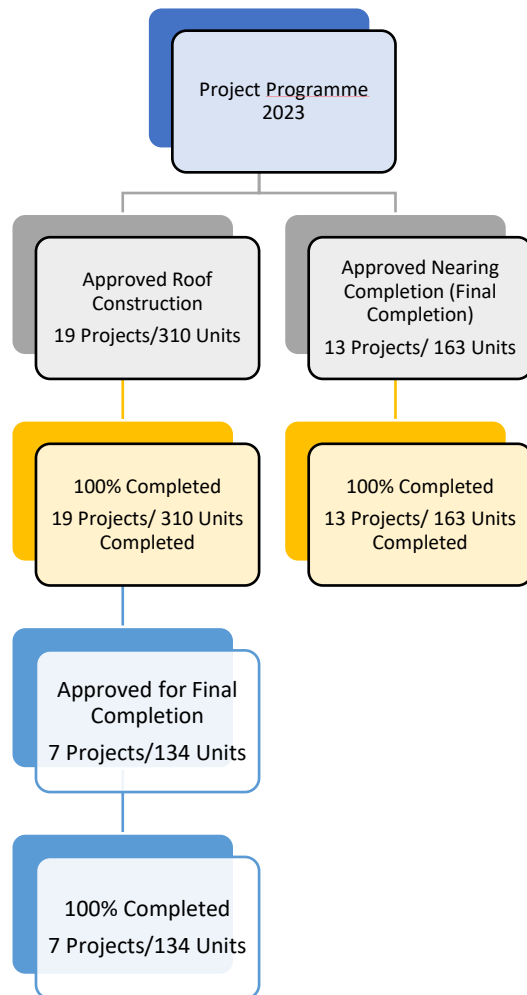 Project Programme
2023
Approved Roof
Construction
19 Projects/310 Units
Approved Nearing
Completion (Final
Completion)
13 Projects/ 163 Units
100% Completed
19 Projects/ 310 Units
Completed
100% Completed
13 Projects/ 163 Units
Completed
Approved for Final
Completion
7 Projects/134 Units
100% Completed
7 Projects/134 Units